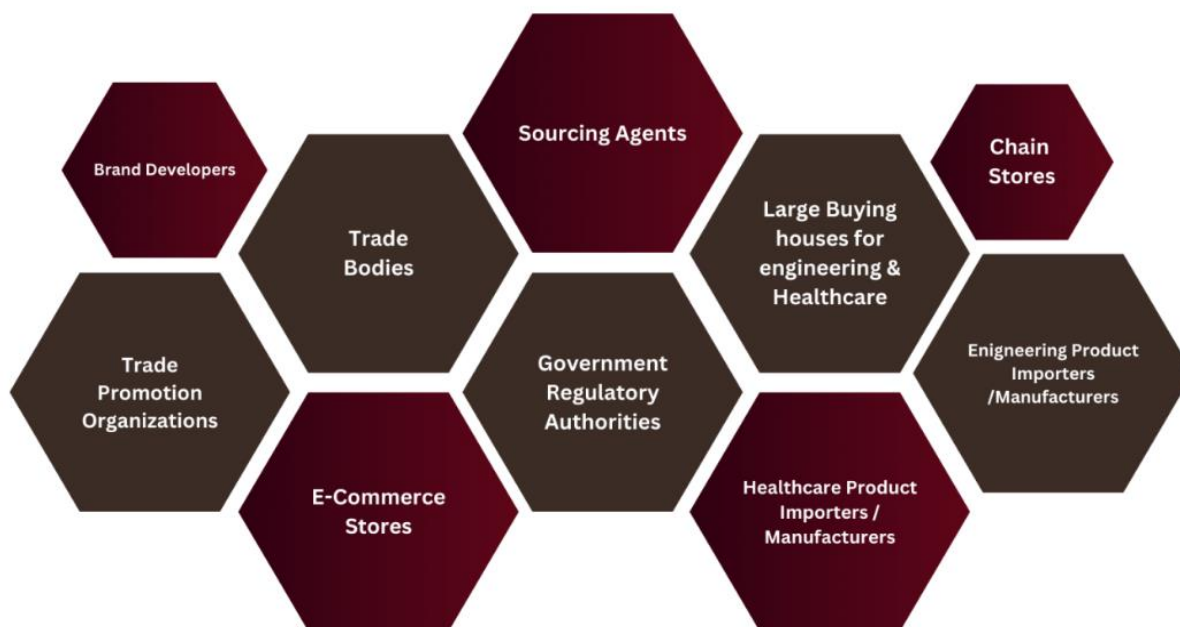 Sourcing Agents
Brand Developers
Chain
Stores
Trade
Bodies
Large Buying
houses for
engineering &
Healthcare
Trade
Promotion
Organizations
Government
Regulatory
Authorities
Enigneering Product
Importers
/Manufacturers
E-Commerce
Stores
Healthcare Product
Importers /
Manufacturers